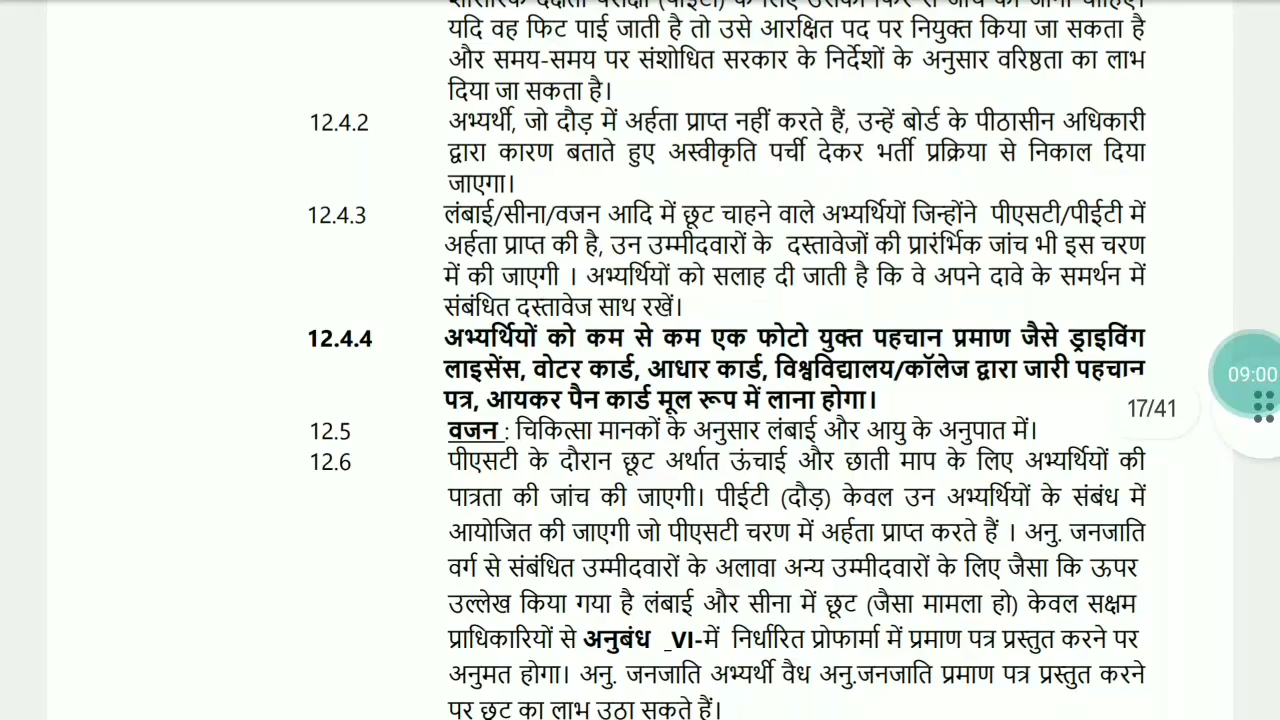 शारीरिक दक्षता परीक्षा (पीईटी) के लिए उसकी फिर से जांच की जानी चाहिए।
यदि वह फिट पाई जाती है तो उसे आरक्षित पद पर नियुक्त किया जा सकता है
और समय-समय पर संशोधित सरकार के निर्देशों के अनुसार वरिष्ठता का लाभ
दिया जा सकता है।
12.4.2 अभ्यर्थी, जो दौड़ में अर्हता प्राप्त नहीं करते हैं, उन्हें बोर्ड के पीठासीन अधिकारी
द्वारा कारण बताते हुए अस्वीकृति पर्ची देकर भर्ती प्रक्रिया से निकाल दिया
जाएगा।
12.4.3 लंबाई/सीना/वजन आदि में छूट चाहने वाले अभ्यर्थियों जिन्होंने पीएसटी/पीईटी में
अर्हता प्राप्त की है, उन उम्मीदवारों के दस्तावेजों की प्रारंभिक जांच भी इस चरण
में की जाएगी । अभ्यर्थियों को सलाह दी जाती है कि वे अपने दावे के समर्थन में
संबंधित दस्तावेज साथ रखें।
12.4.4 अभ्यर्थियों को कम से कम एक फोटो युक्त पहचान प्रमाण जैसे ड्राइविंग
लाइसेंस, वोटर कार्ड, आधार कार्ड, विश्वविद्यालय/कॉलेज द्वारा जारी पहचान
पत्र, आयकर पैन कार्ड मूल रूप में लाना होगा।
09:00
17/41
12.5 वजन : चिकित्सा मानकों के अनुसार लंबाई और आयु के अनुपात में।
12.6 पीएसटी के दौरान छूट अर्थात ऊंचाई और छाती माप के लिए अभ्यर्थियों की
पात्रता की जांच की जाएगी। पीईटी (दौड़) केवल उन अभ्यर्थियों के संबंध में
आयोजित की जाएगी जो पीएसटी चरण में अर्हता प्राप्त करते हैं । अनु. जनजाति
वर्ग से संबंधित उम्मीदवारों के अलावा अन्य उम्मीदवारों के लिए जैसा कि ऊपर
उल्लेख किया गया है लंबाई और सीना में छूट (जैसा मामला हो) केवल सक्षम
प्राधिकारियों से अनुबंध _VI-में निर्धारित प्रोफार्मा में प्रमाण पत्र प्रस्तुत करने पर
अनुमत होगा। अनु. जनजाति अभ्यर्थी वैध अनु.जनजाति प्रमाण पत्र प्रस्तुत करने
पर छूट का लाभ उठा सकते हैं।